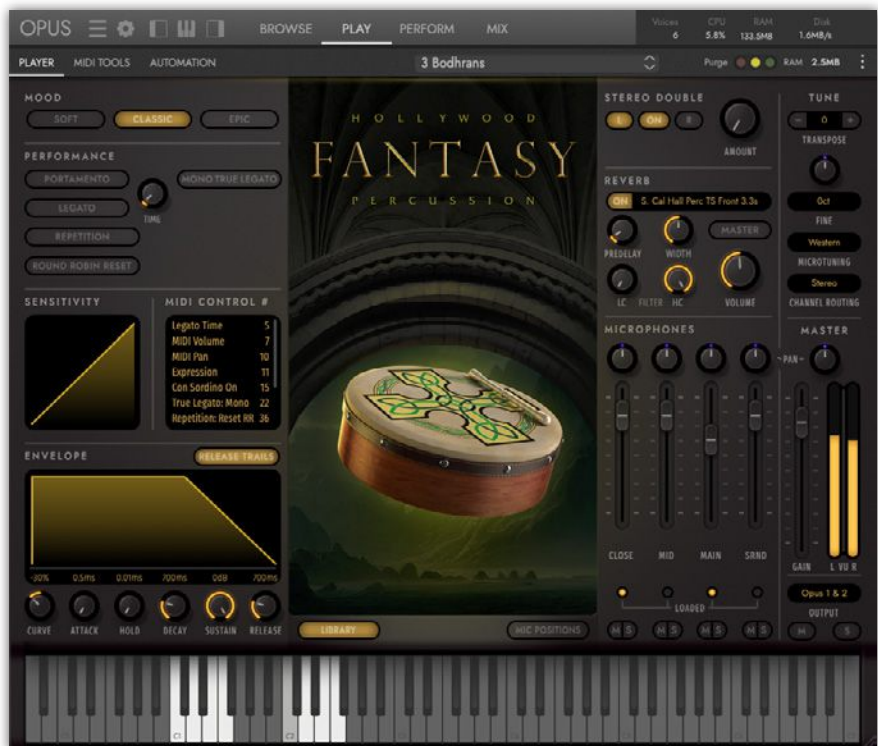 OPUS BROWSE PLAY PERFORM MIX
Voices CPU RAM Disk
6 5.8% 133.5MB 1.6MB/s
PLAYER MIDI TOOLS AUTOMATION 3 Bodhrans Purge RAM 2.5MB
MOOD
SOFT CLASSIC EPIC
PERFORMANCE
PORTAMENTO MONO TRUE LEGATO
LEGATO
TIME
REPETITION
ROUND ROBIN RESET
SENSITIVITY
MIDI CONTROL #
Legato Time 5
MIDI Volume 7
MIDI Pan 10
Expression 11
Con Sordino On 15
True Legato: Mono 22
Repetition: Reset RR 36
ENVELOPE RELEASE TRAILS
-30% 0.5ms 0.01ms 700ms 0dB 700ms
CURVE ATTACK HOLD DECAY SUSTAIN RELEASE
HOLLYWOOD
FANTASY
PERCUSSION
LIBRARY MIC POSITIONS
STEREO DOUBLE
L ON R
AMOUNT
REVERB
ON S. Cal Hall Perc TS Front 3.3s
MASTER
PREDELAY WIDTH
LC FILTER HC VOLUME
MICROPHONES
CLOSE MID MAIN SRND
LOADED
M S M S M S M S
TUNE
- 0 +
TRANSPOSE
0ct
FINE
Western
MICROTUNING
Stereo
CHANNEL ROUTING
MASTER
-PAN-
GAIN L VU R
Opus 1 & 2
OUTPUT
M S
C1 C2